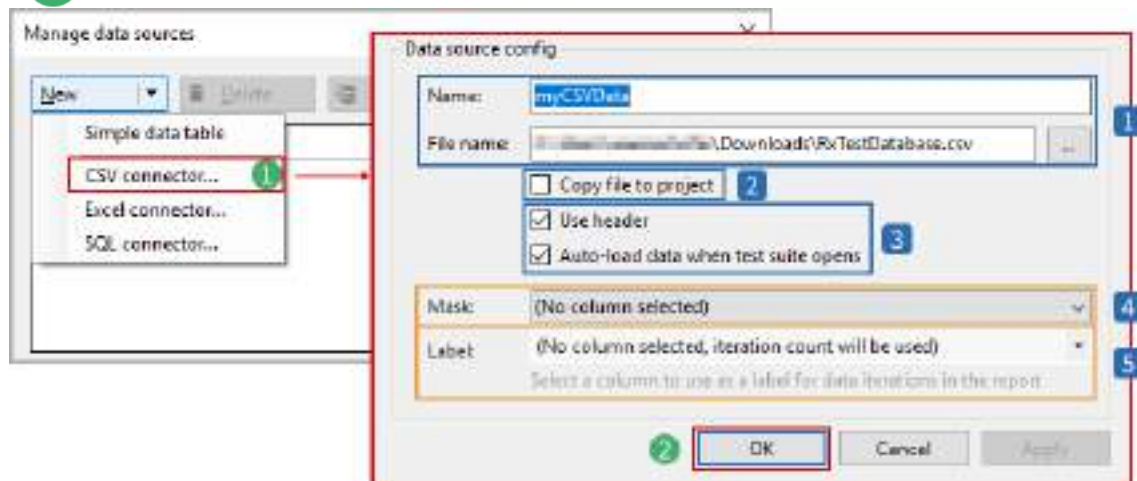 Manage data sources
New
Delete
Simple data table
CSV connector...
1
Excel connector...
SQL connector...
Data source config
Name:
myCSVData
1
File name:
\Downloads\RxTestDatabase.csv
...
Copy file to project
2
Use header
Auto-load data when test suite opens
3
Mask:
(No column selected)
4
Label:
(No column selected, iteration count will be used)
Select a column to use as a label for data iterations in the report
5
2
OK
Cancel
Apply